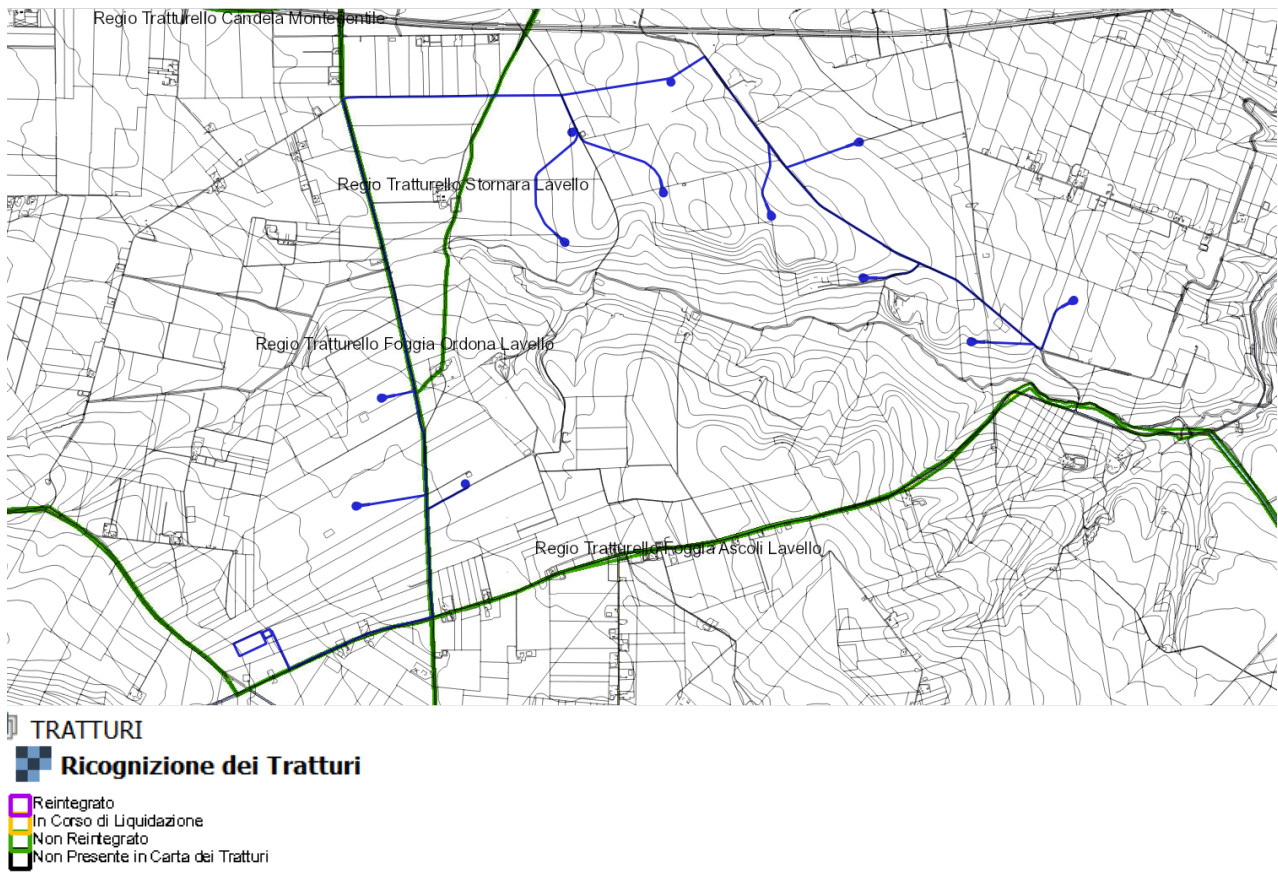 Regio Tratturello Candela Montegentile
Regio Tratturello Stornara Lavello
Regio Tratturello Foggia Ordona Lavello
Regio Tratturello Foggia Ascoli Lavello
TRATTURI
Ricognizione dei Tratturi
Reintegrato
In Corso di Liquidazione
Non Reintegrato
Non Presente in Carta dei Tratturi